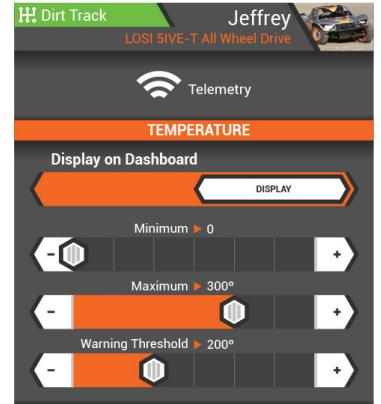 Dirt Track
Jeffrey
LOSI 5IVE-T All Wheel Drive
Telemetry
TEMPERATURE
Display on Dashboard
DISPLAY
Minimum ▶ 0
- +
Maximum ▶ 300º
- +
Warning Threshold ▶ 200º
- +